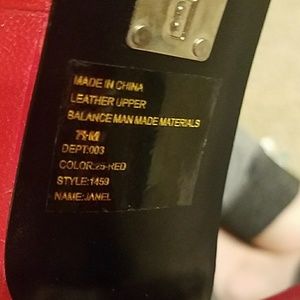 MADE IN CHINA
LEATHER UPPER
BALANCE MAN MADE MATERIALS
DEPT:003
COLOR:25-RED
STYLE:1459
NAME:JANEL